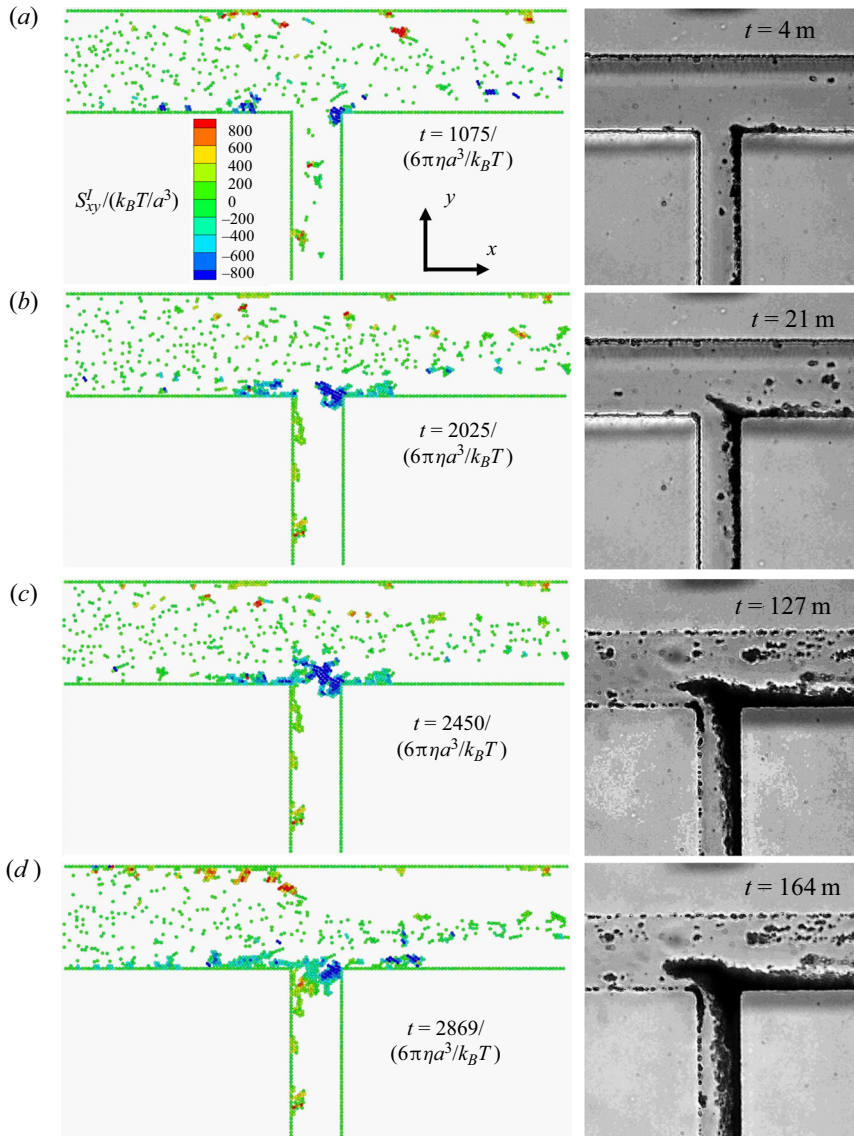 (a)
t = 4 m
800
600
400
200
0
–200
–400
–600
–800
S^I_xy/(k_BT/a^3)
t = 1075/
(6πηa^3/k_BT)
y
x
(b)
t = 21 m
t = 2025/
(6πηa^3/k_BT)
(c)
t = 127 m
t = 2450/
(6πηa^3/k_BT)
(d)
t = 164 m
t = 2869/
(6πηa^3/k_BT)